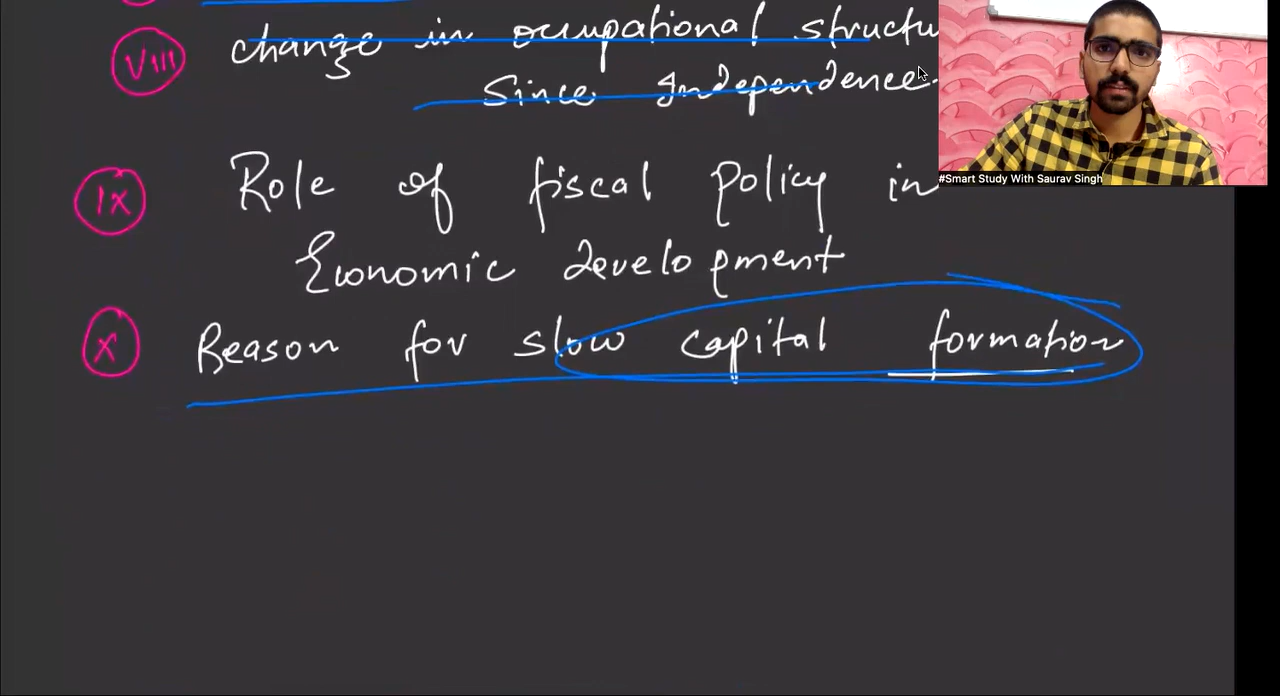 VIII change in occupational structu
Since Independence.
IX Role of fiscal Policy in
Economic development
X Reason for slow capital formation
#Smart Study With Saurav Singh